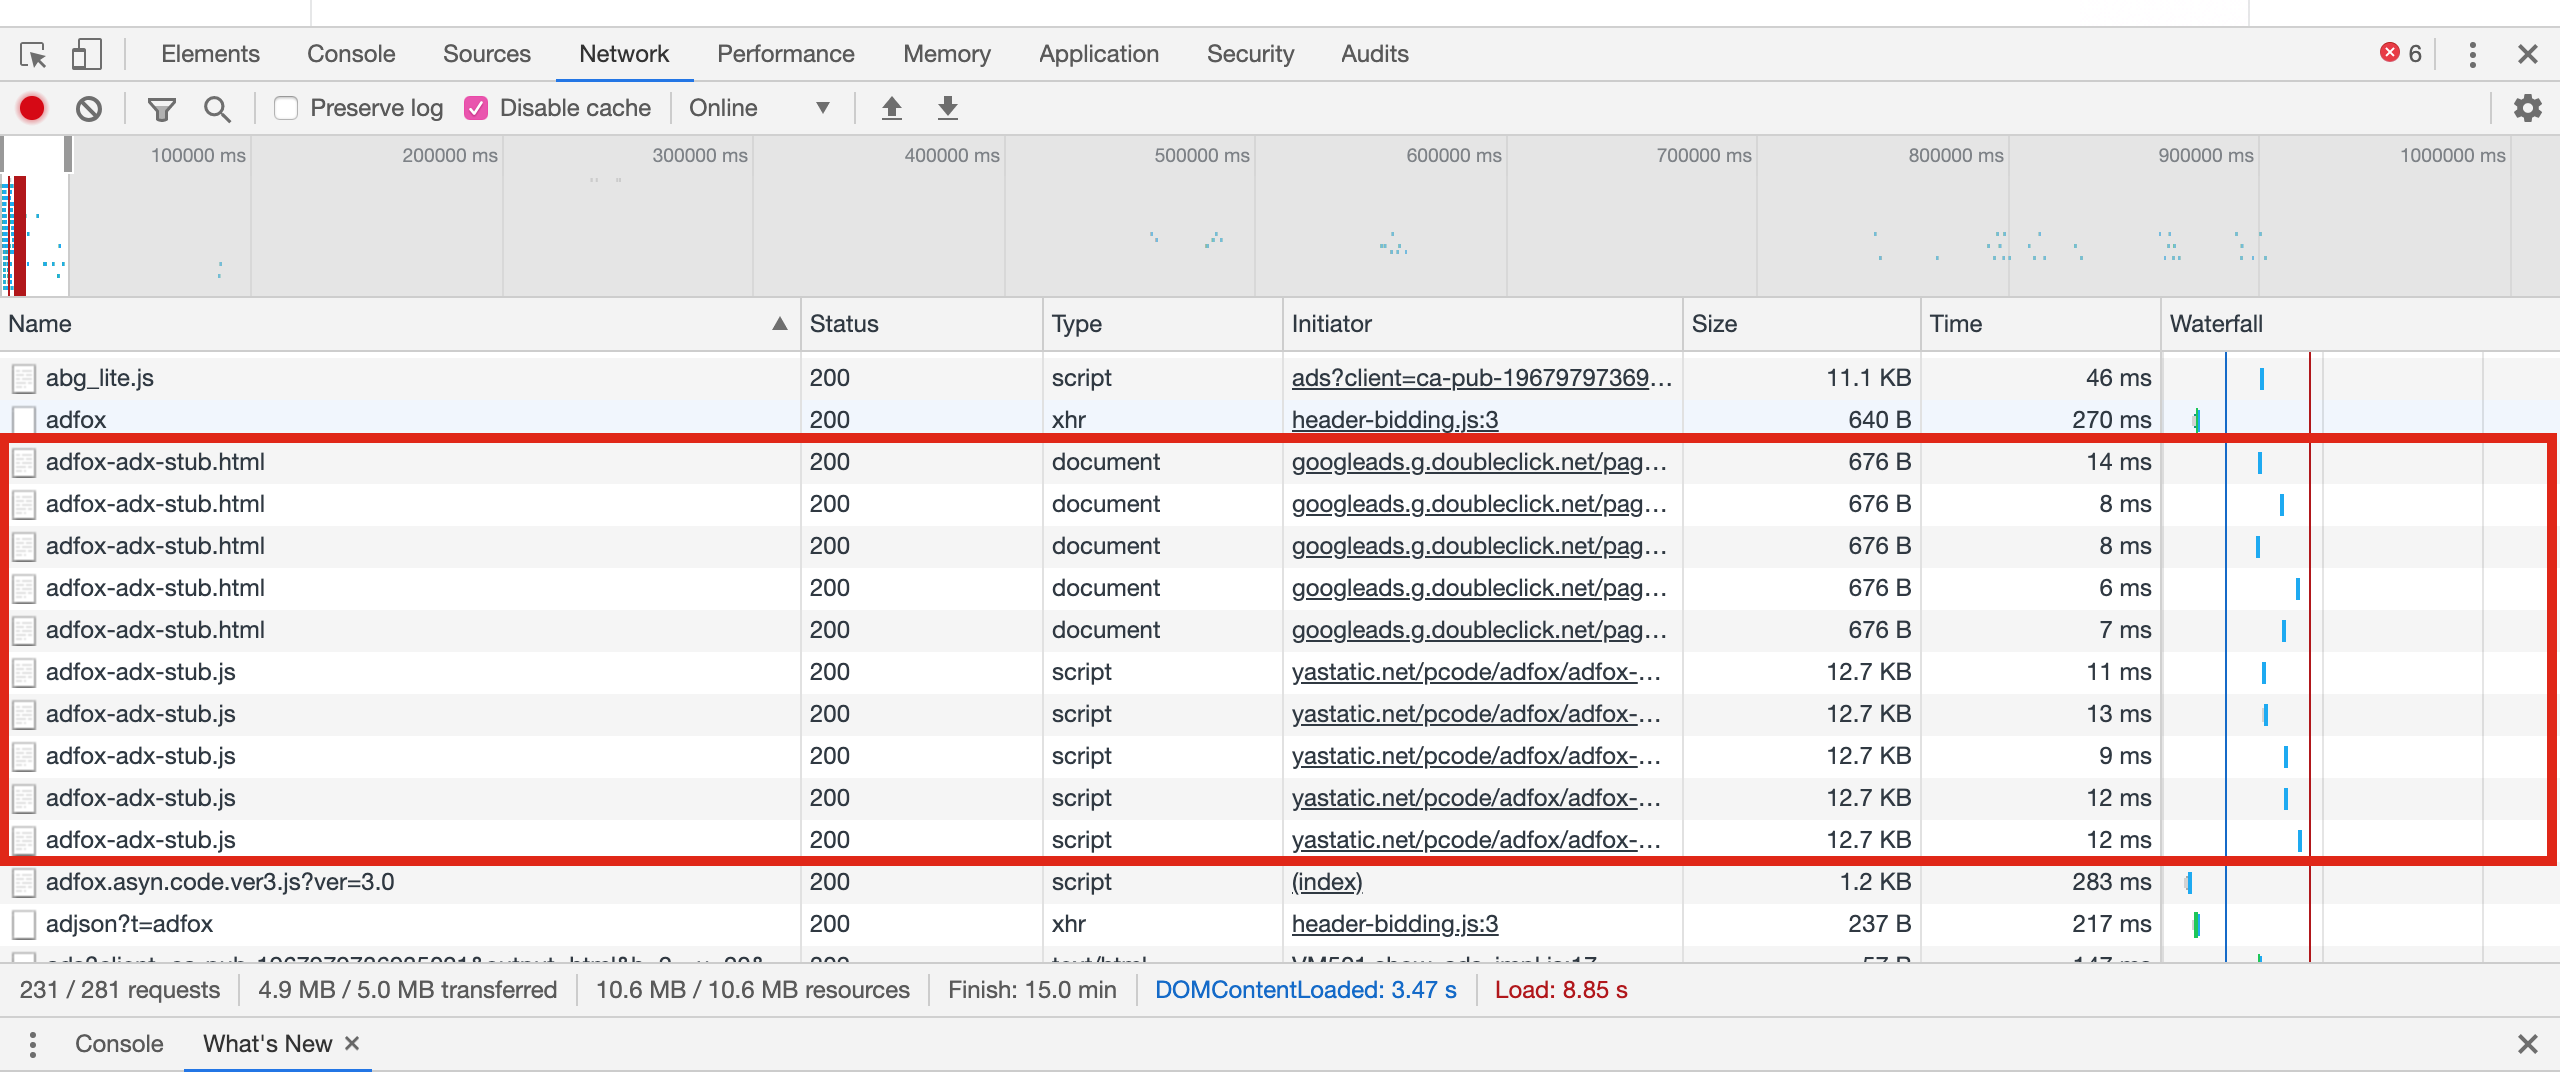 Elements Console Sources Network Performance Memory Application Security Audits 6
Preserve log Disable cache Online
100000 ms 200000 ms 300000 ms 400000 ms 500000 ms 600000 ms 700000 ms 800000 ms 900000 ms 1000000 ms
Name Status Type Initiator Size Time Waterfall
abg_lite.js 200 script ads?client=ca-pub-19679797369... 11.1 KB 46 ms
adfox 200 xhr header-bidding.js:3 640 B 270 ms
adfox-adx-stub.html 200 document googleads.g.doubleclick.net/pag... 676 B 14 ms
adfox-adx-stub.html 200 document googleads.g.doubleclick.net/pag... 676 B 8 ms
adfox-adx-stub.html 200 document googleads.g.doubleclick.net/pag... 676 B 8 ms
adfox-adx-stub.html 200 document googleads.g.doubleclick.net/pag... 676 B 6 ms
adfox-adx-stub.html 200 document googleads.g.doubleclick.net/pag... 676 B 7 ms
adfox-adx-stub.js 200 script yastatic.net/pcode/adfox/adfox-... 12.7 KB 11 ms
adfox-adx-stub.js 200 script yastatic.net/pcode/adfox/adfox-... 12.7 KB 13 ms
adfox-adx-stub.js 200 script yastatic.net/pcode/adfox/adfox-... 12.7 KB 9 ms
adfox-adx-stub.js 200 script yastatic.net/pcode/adfox/adfox-... 12.7 KB 12 ms
adfox-adx-stub.js 200 script yastatic.net/pcode/adfox/adfox-... 12.7 KB 12 ms
adfox.asyn.code.ver3.js?ver=3.0 200 script (index) 1.2 KB 283 ms
adjson?t=adfox 200 xhr header-bidding.js:3 237 B 217 ms
231 / 281 requests 4.9 MB / 5.0 MB transferred 10.6 MB / 10.6 MB resources Finish: 15.0 min DOMContentLoaded: 3.47 s Load: 8.85 s
Console What's New